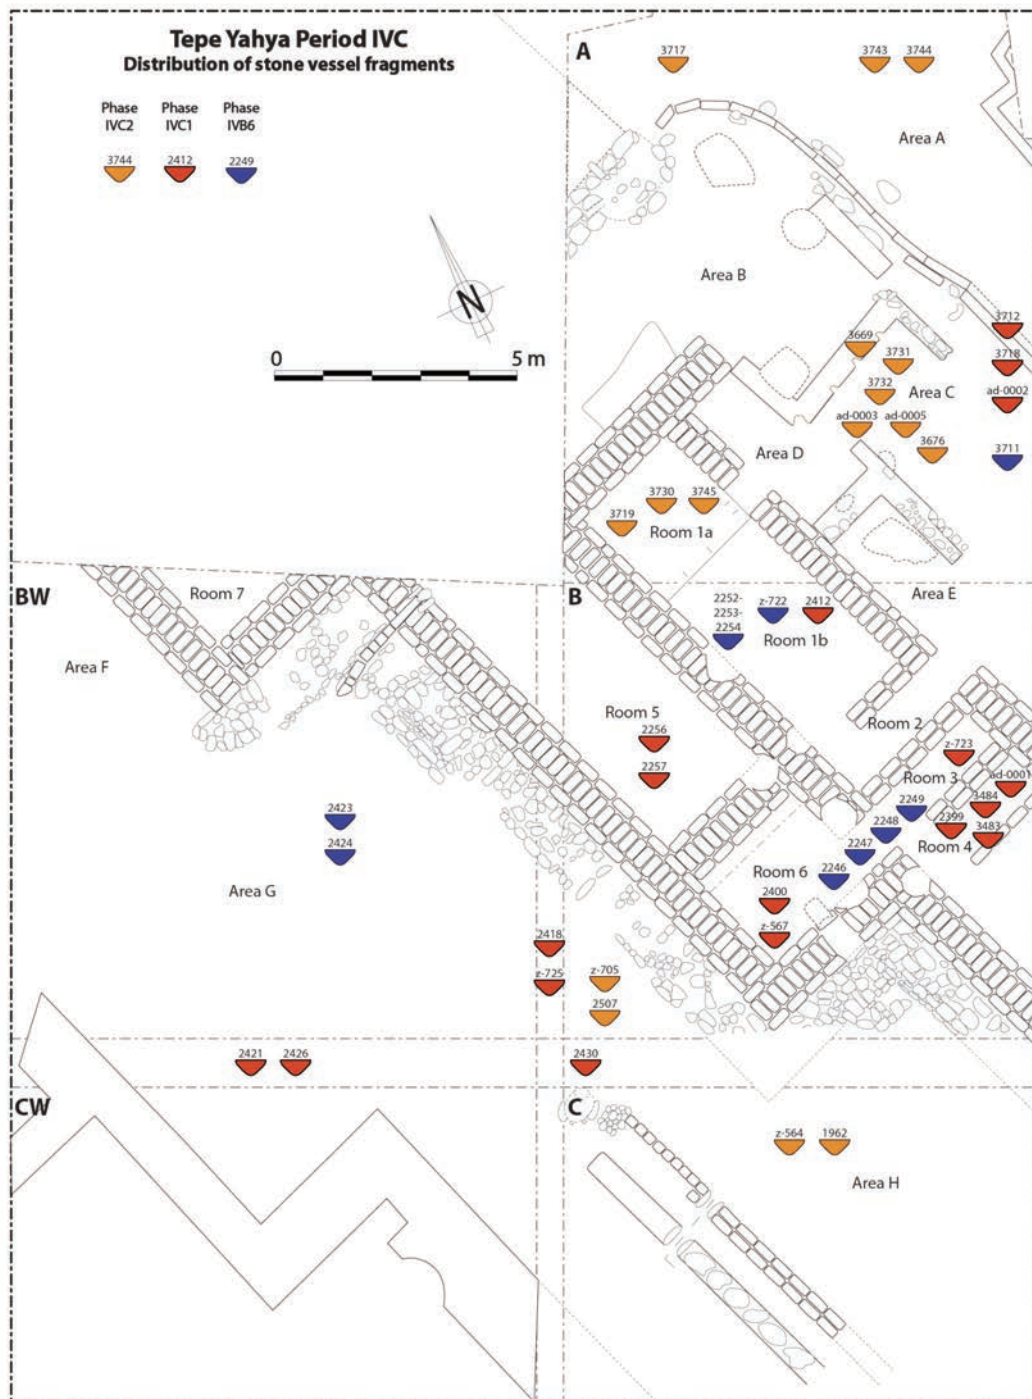 Tepe Yahya Period IVC
Distribution of stone vessel fragments
Phase IVC2
Phase IVC1
Phase IVB6
3744
2412
2249
N
0
5 m
A
3717
3743
3744
Area A
Area B
3712
3669
3731
3718
3732
Area C
ad-0002
ad-0003
ad-0005
3676
3711
Area D
3730
3745
3719
Room 1a
BW
Room 7
B
Area E
2252-
2253-
2254
z-722
2412
Room 1b
Area F
Room 5
2256
2257
Room 2
z-723
Room 3
ad-0001
2249
3484
2248
2399
3483
2247
Room 4
2246
Room 6
2400
z-567
2423
2424
Area G
2418
z-725
z-705
2507
2421
2426
2430
CW
C
z-564
1962
Area H